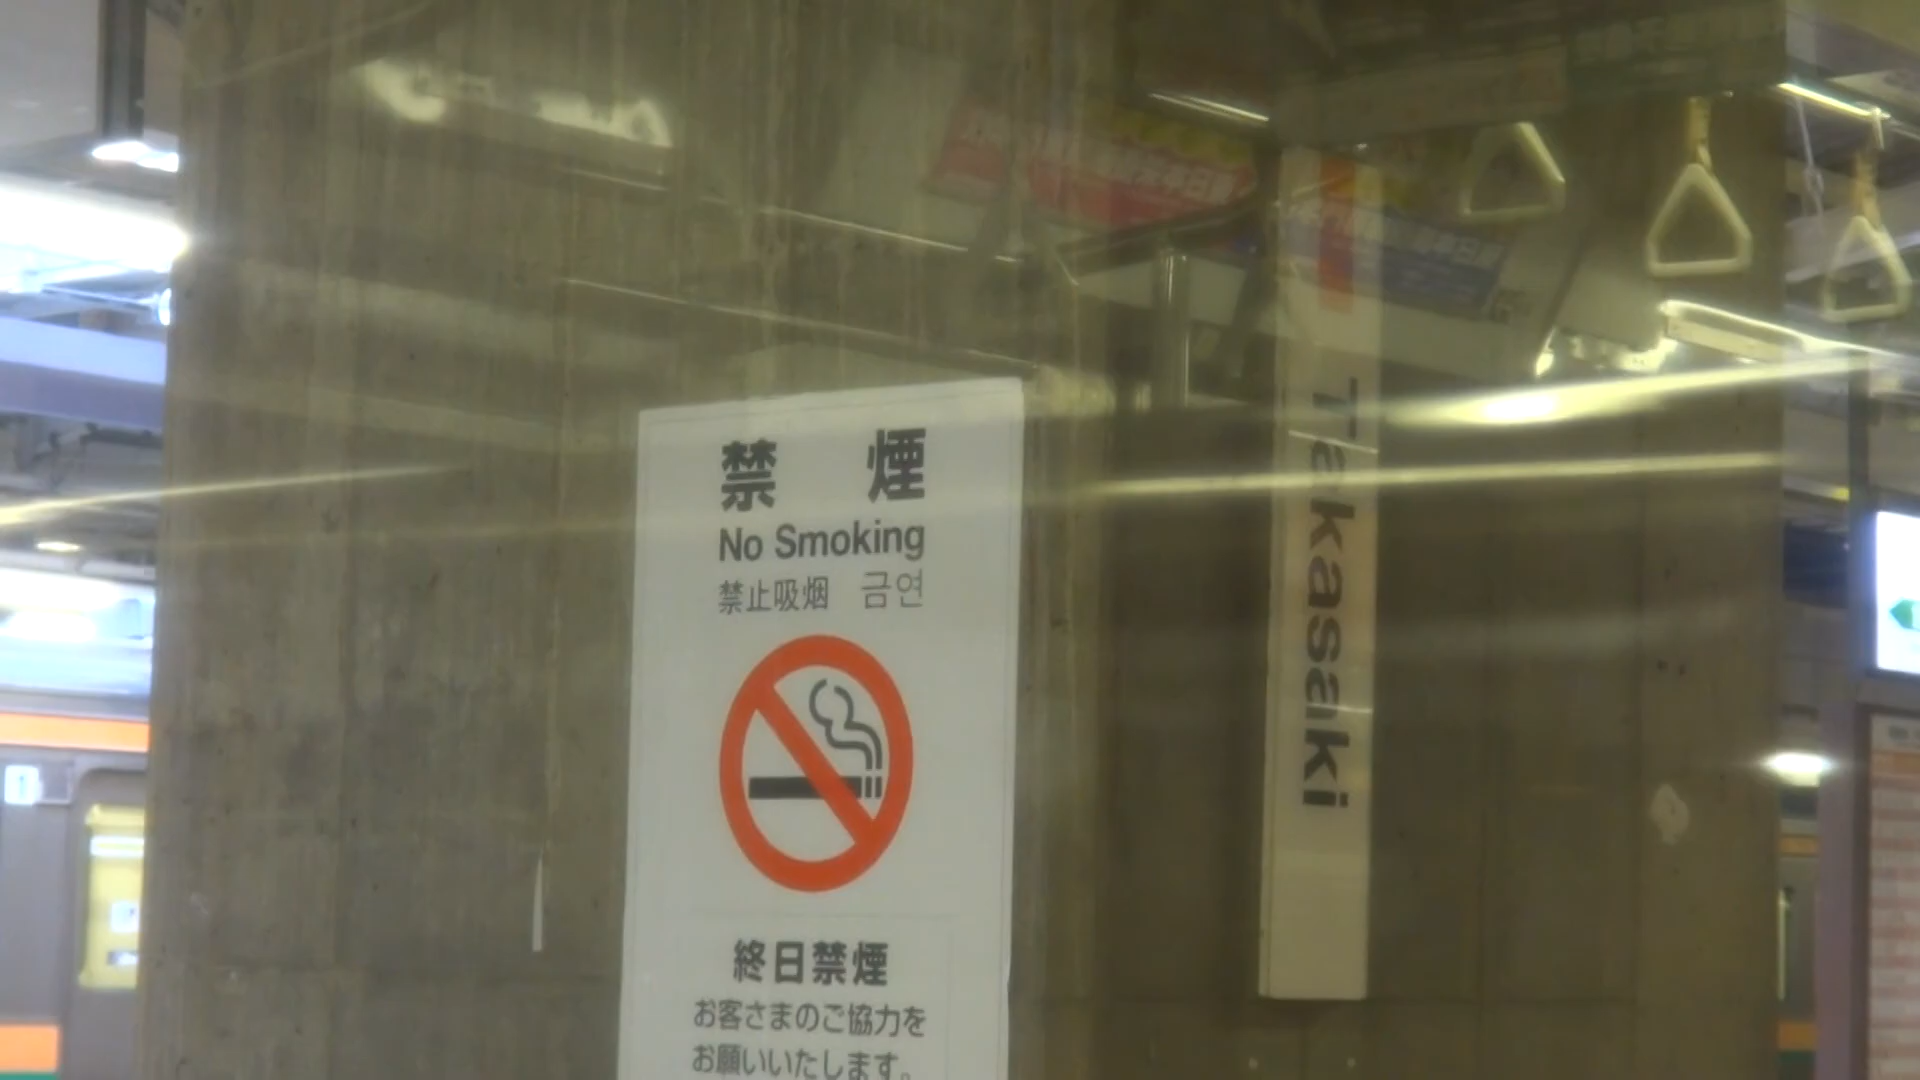 禁 煙
No Smoking
禁止吸烟 금연
終日禁煙
お客さまのご協力を
お願いいたします。
Takasaki